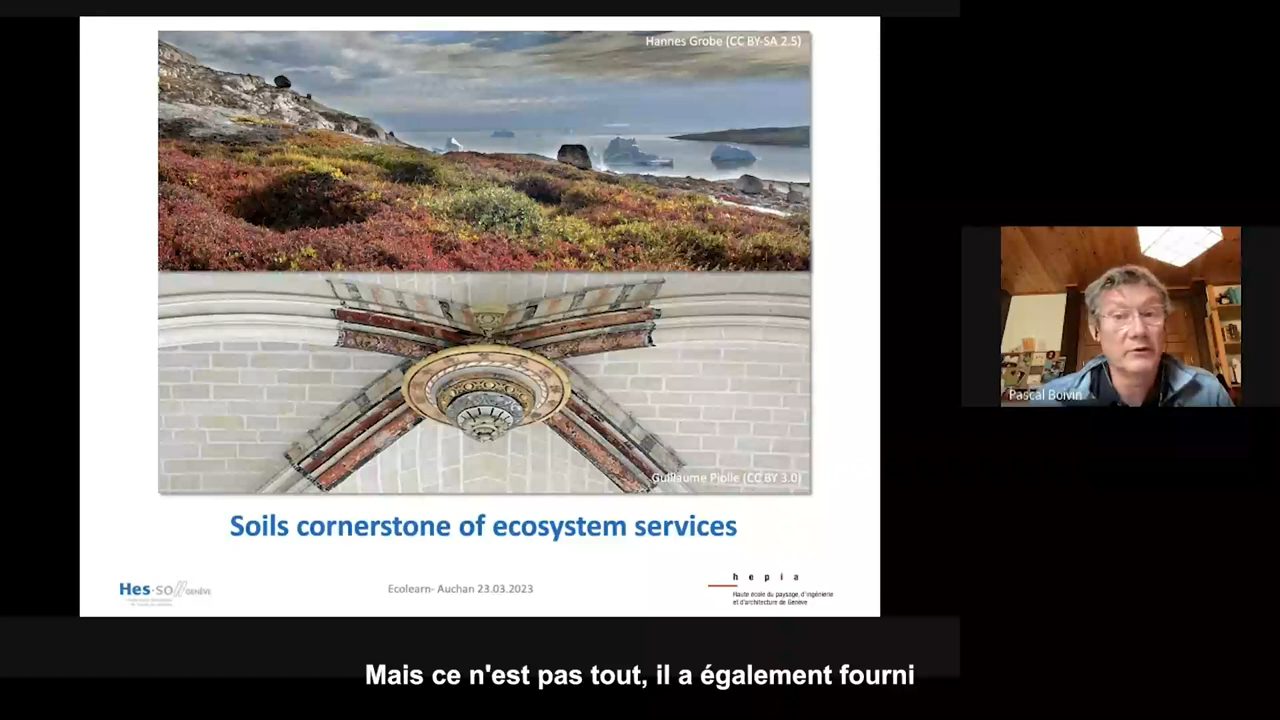 Hannes Grobe (CC BY-SA 2.5)
Guillaume Piolle (CC BY 3.0)
Soils cornerstone of ecosystem services
Hes·so// GENÈVE
Ecolearn- Auchan 23.03.2023
h e p i a
Haute école du paysage, d'ingénierie
et d'architecture de Genève
Pascal Boivin
Mais ce n'est pas tout, il a également fourni